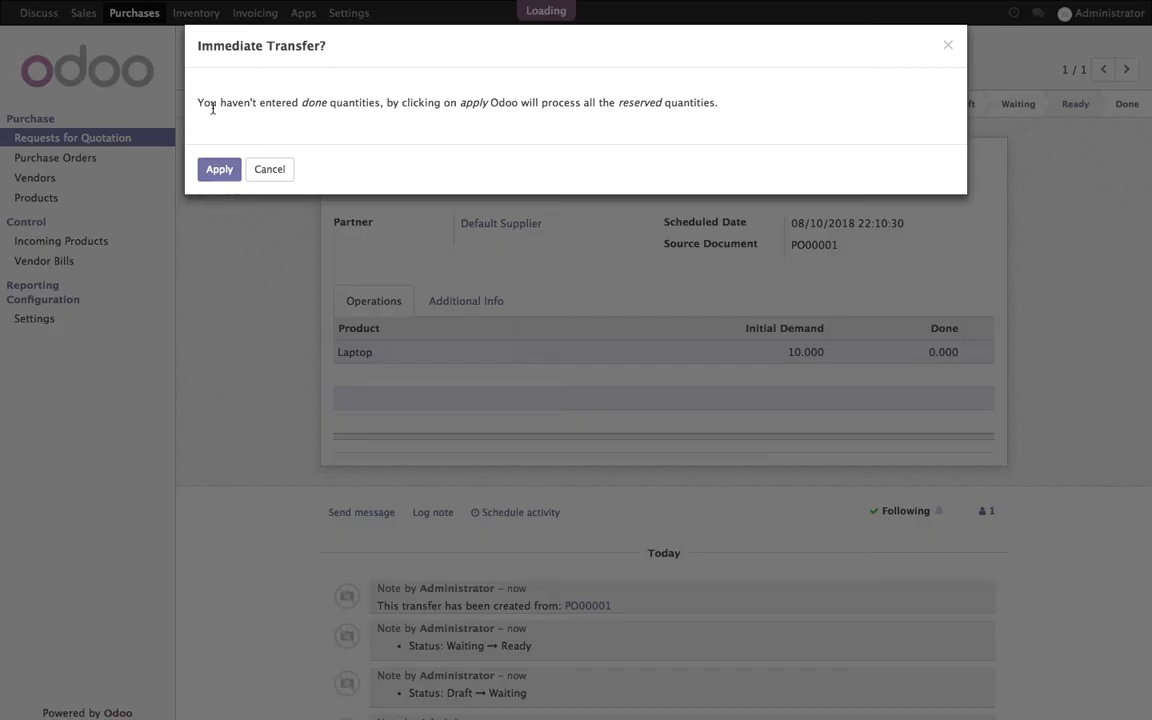 Discuss Sales Purchases Inventory Invoicing Apps Settings Loading Administrator
odoo
Immediate Transfer? ×
You haven't entered done quantities, by clicking on apply Odoo will process all the reserved quantities.
Apply Cancel
1 / 1
Waiting Ready Done
Purchase
Requests for Quotation
Purchase Orders
Vendors
Products
Control
Incoming Products
Vendor Bills
Reporting
Configuration
Settings
Partner Default Supplier Scheduled Date 08/10/2018 22:10:30
Source Document PO00001
Operations Additional Info
Product Initial Demand Done
Laptop 10.000 0.000
Send message Log note Schedule activity Following 1
Today
Note by Administrator – now
This transfer has been created from: PO00001
Note by Administrator – now
• Status: Waiting → Ready
Note by Administrator – now
• Status: Draft → Waiting
Powered by Odoo